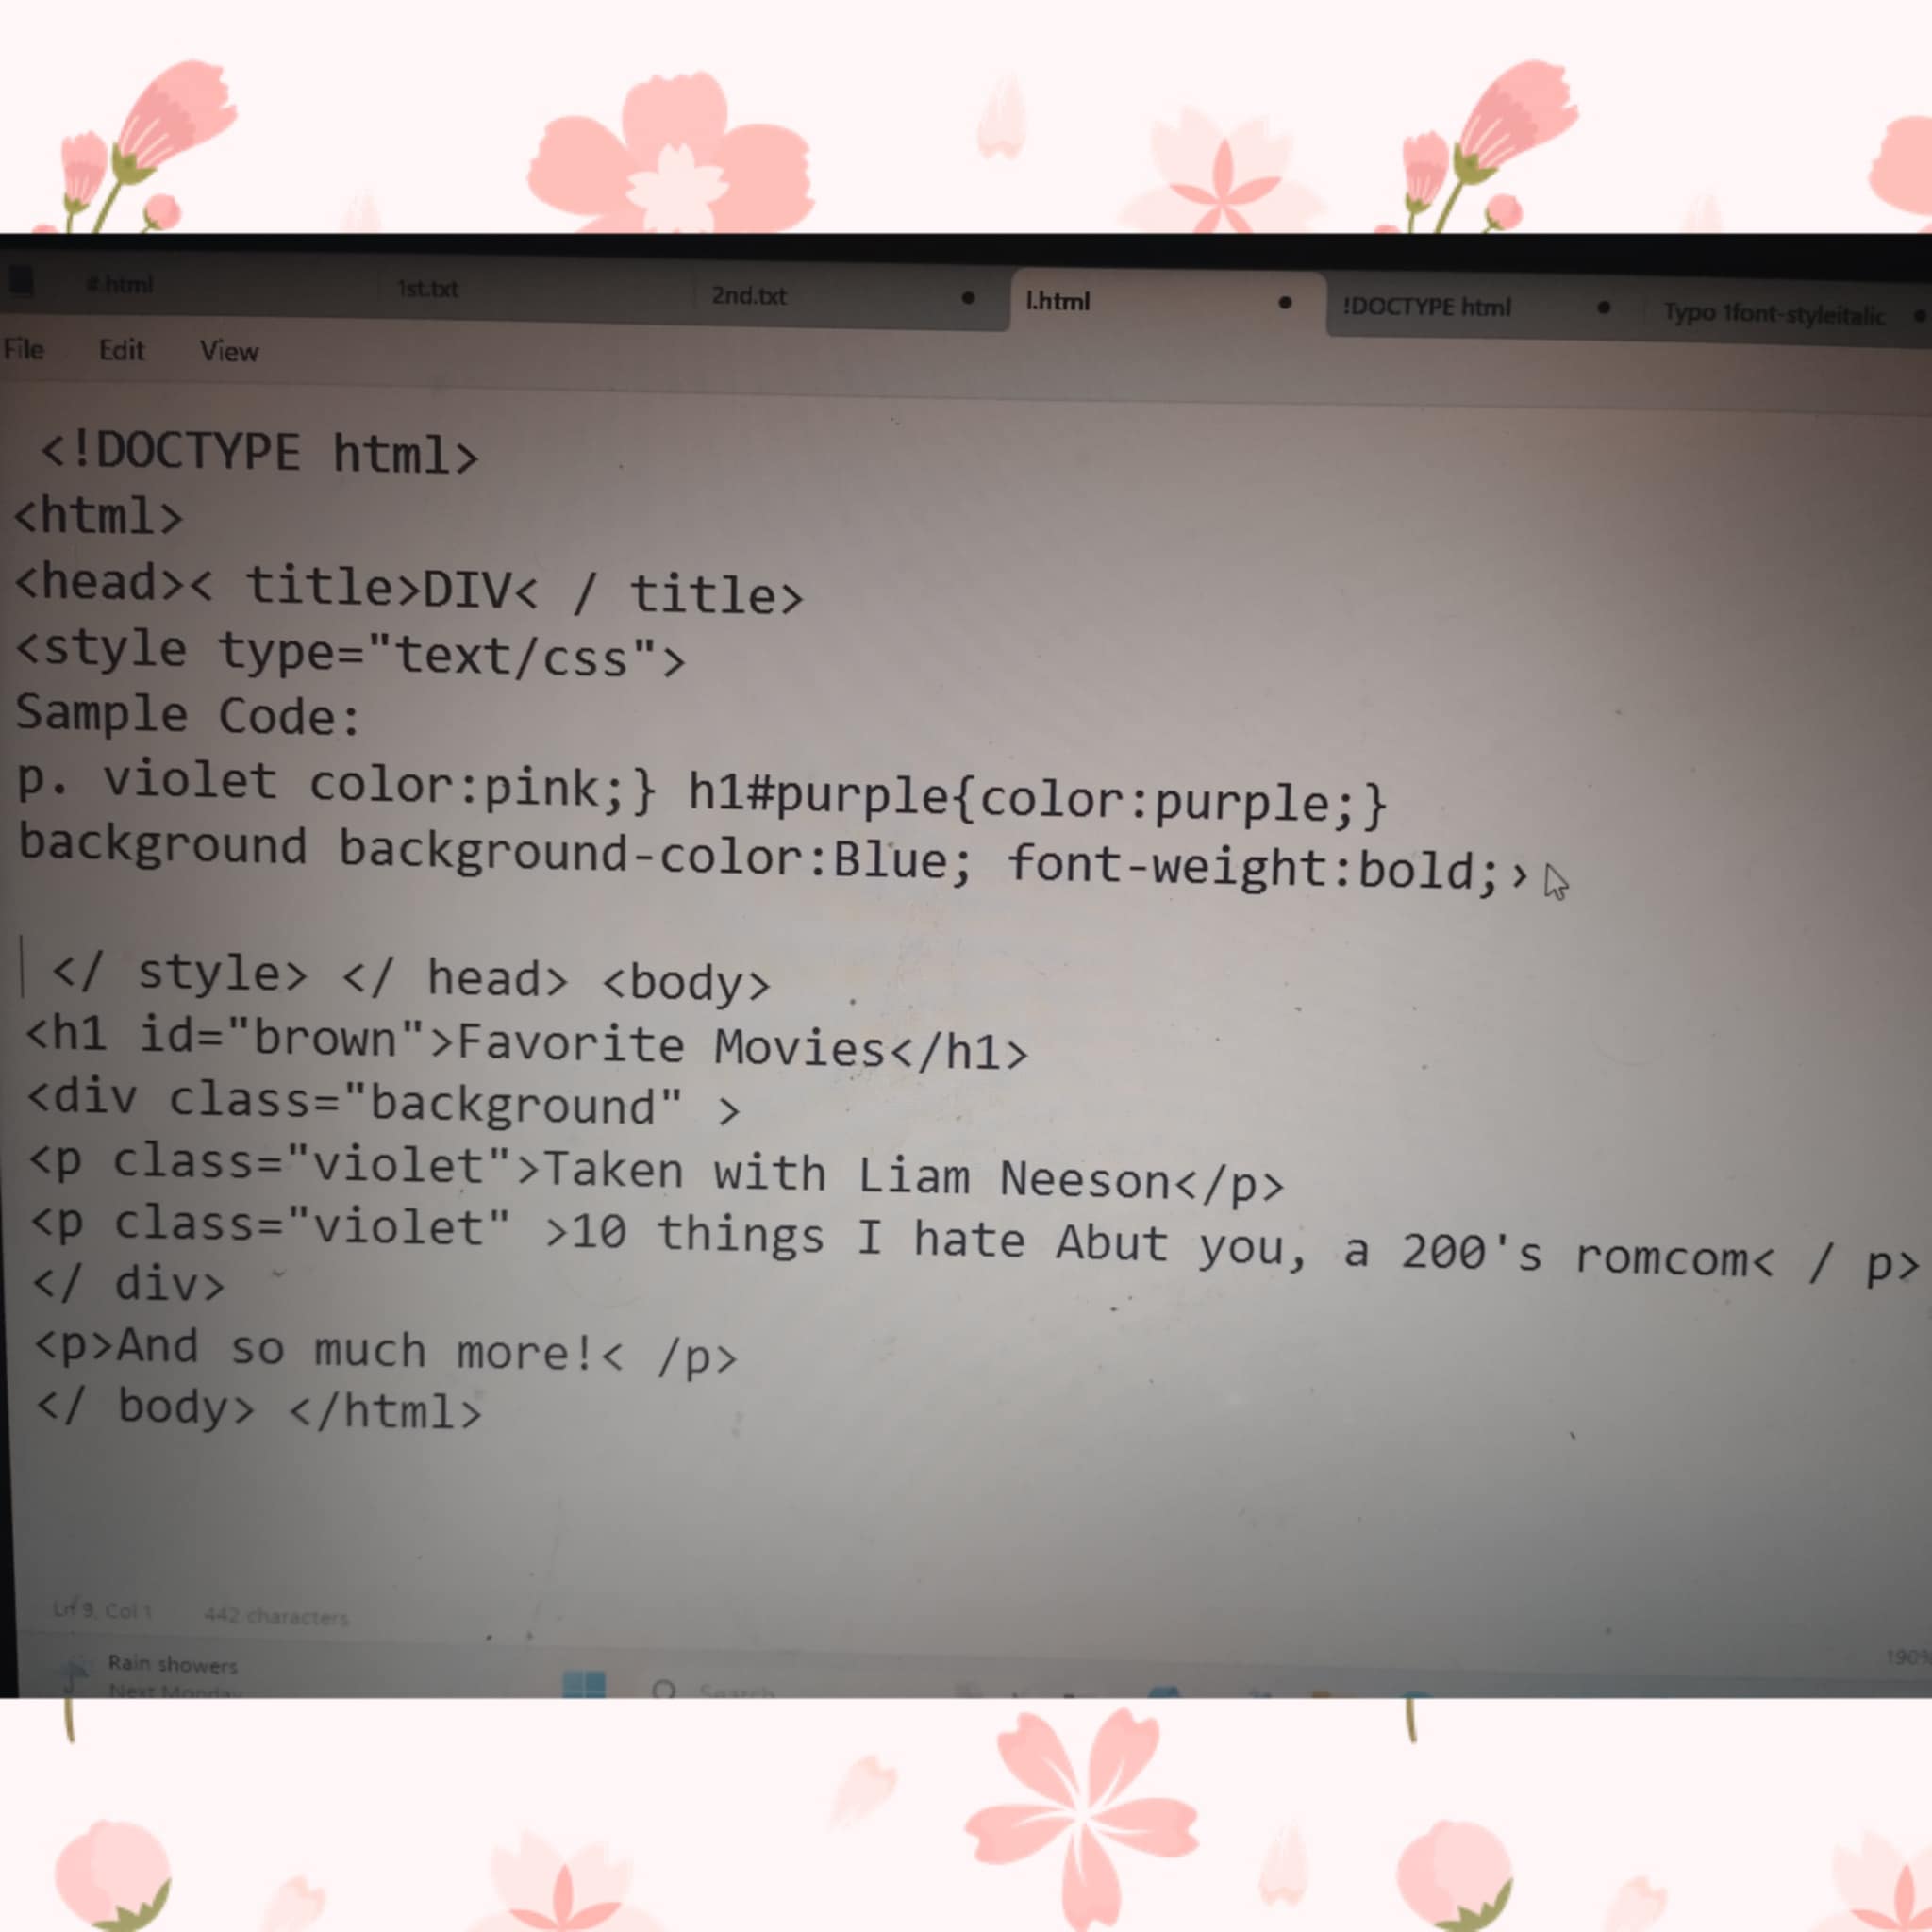 #.html 1st.txt 2nd.txt l.html !DOCTYPE html Typo 1font-styleitalic
File Edit View
<!DOCTYPE html>
<html>
<head>< title>DIV< / title>
<style type="text/css">
Sample Code:
p. violet color:pink;} h1#purple{color:purple;}
background background-color:Blue; font-weight:bold;›
</ style> </ head> <body>
<h1 id="brown">Favorite Movies</h1>
<div class="background" >
<p class="violet">Taken with Liam Neeson</p>
<p class="violet" >10 things I hate Abut you, a 200's romcom< / p>
</ div>
<p>And so much more!< /p>
</ body> </html>
Ln 9, Col 1 442 characters
190%
Rain showers
Next Monday
Search